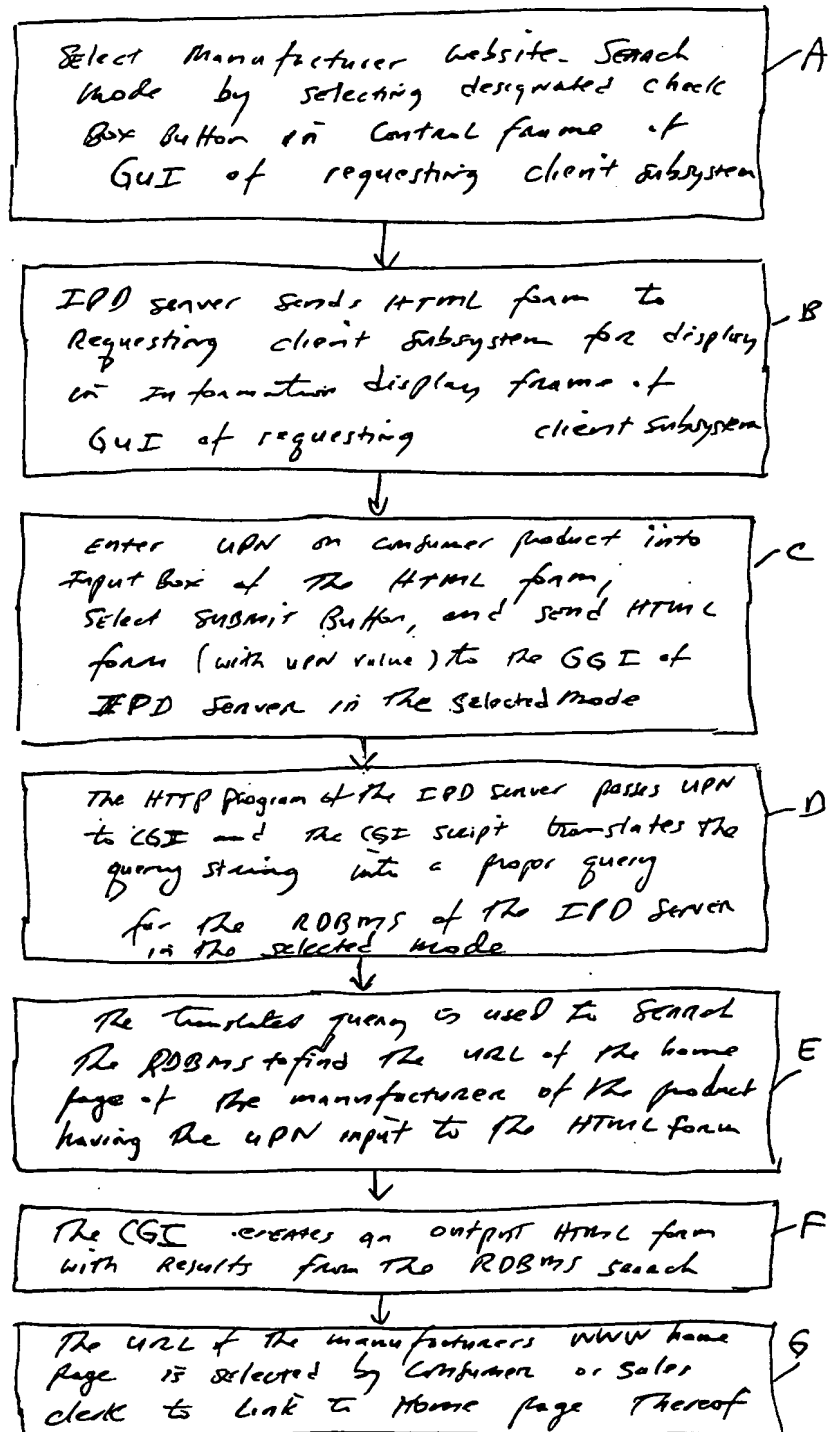 Select Manufacturer Website Search
Mode by selecting designated check
Box Button in Control frame of
GUI of requesting client subsystem
A
IPD server sends HTML form to
Requesting client subsystem for display
in Information display frame of
GUI of requesting client subsystem
B
Enter UPN on consumer product into
Input Box of the HTML form,
Select SUBMIT Button, and send HTML
form (with UPN value) to the GGI of
IPD Server in the selected Mode
C
The HTTP program of the IPD server passes UPN
to CGI and the CGI script translates the
query string into a propor query
for the RDBMS of the IPD Server
in the selected mode
D
The translated query is used to Search
the RDBMS to find the URL of the home
page of the manufacturer of the product
having the UPN input to the HTML form
E
The CGI creates an output HTML form
with Results from the RDBMS search
F
The URL of the manufacturers WWW home
Page is selected by Consumer or Sales
clerk to Link to Home page Thereof
G